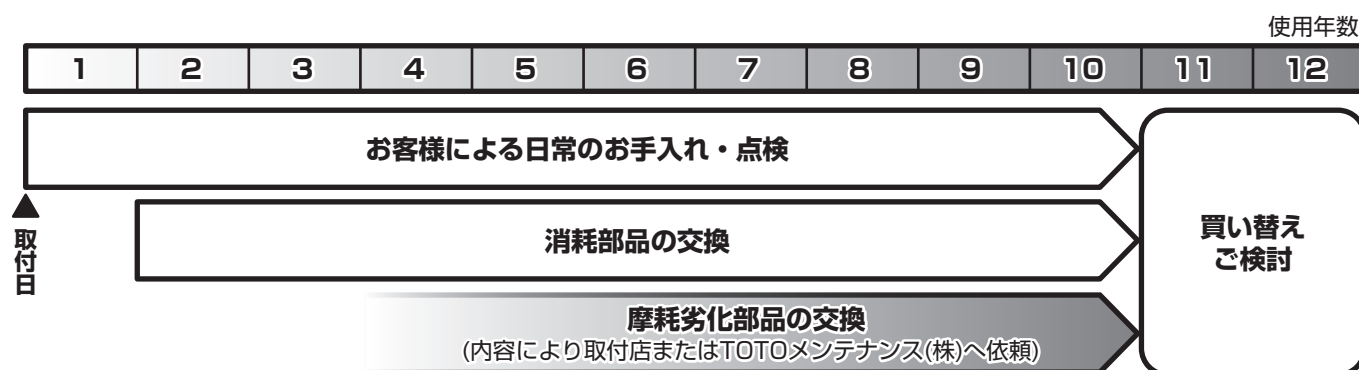 使用年数
1 2 3 4 5 6 7 8 9 10 11 12
お客様による日常のお手入れ・点検
取付日
消耗部品の交換
買い替え
ご検討
摩耗劣化部品の交換
(内容により取付店またはTOTOメンテナンス(株)へ依頼)